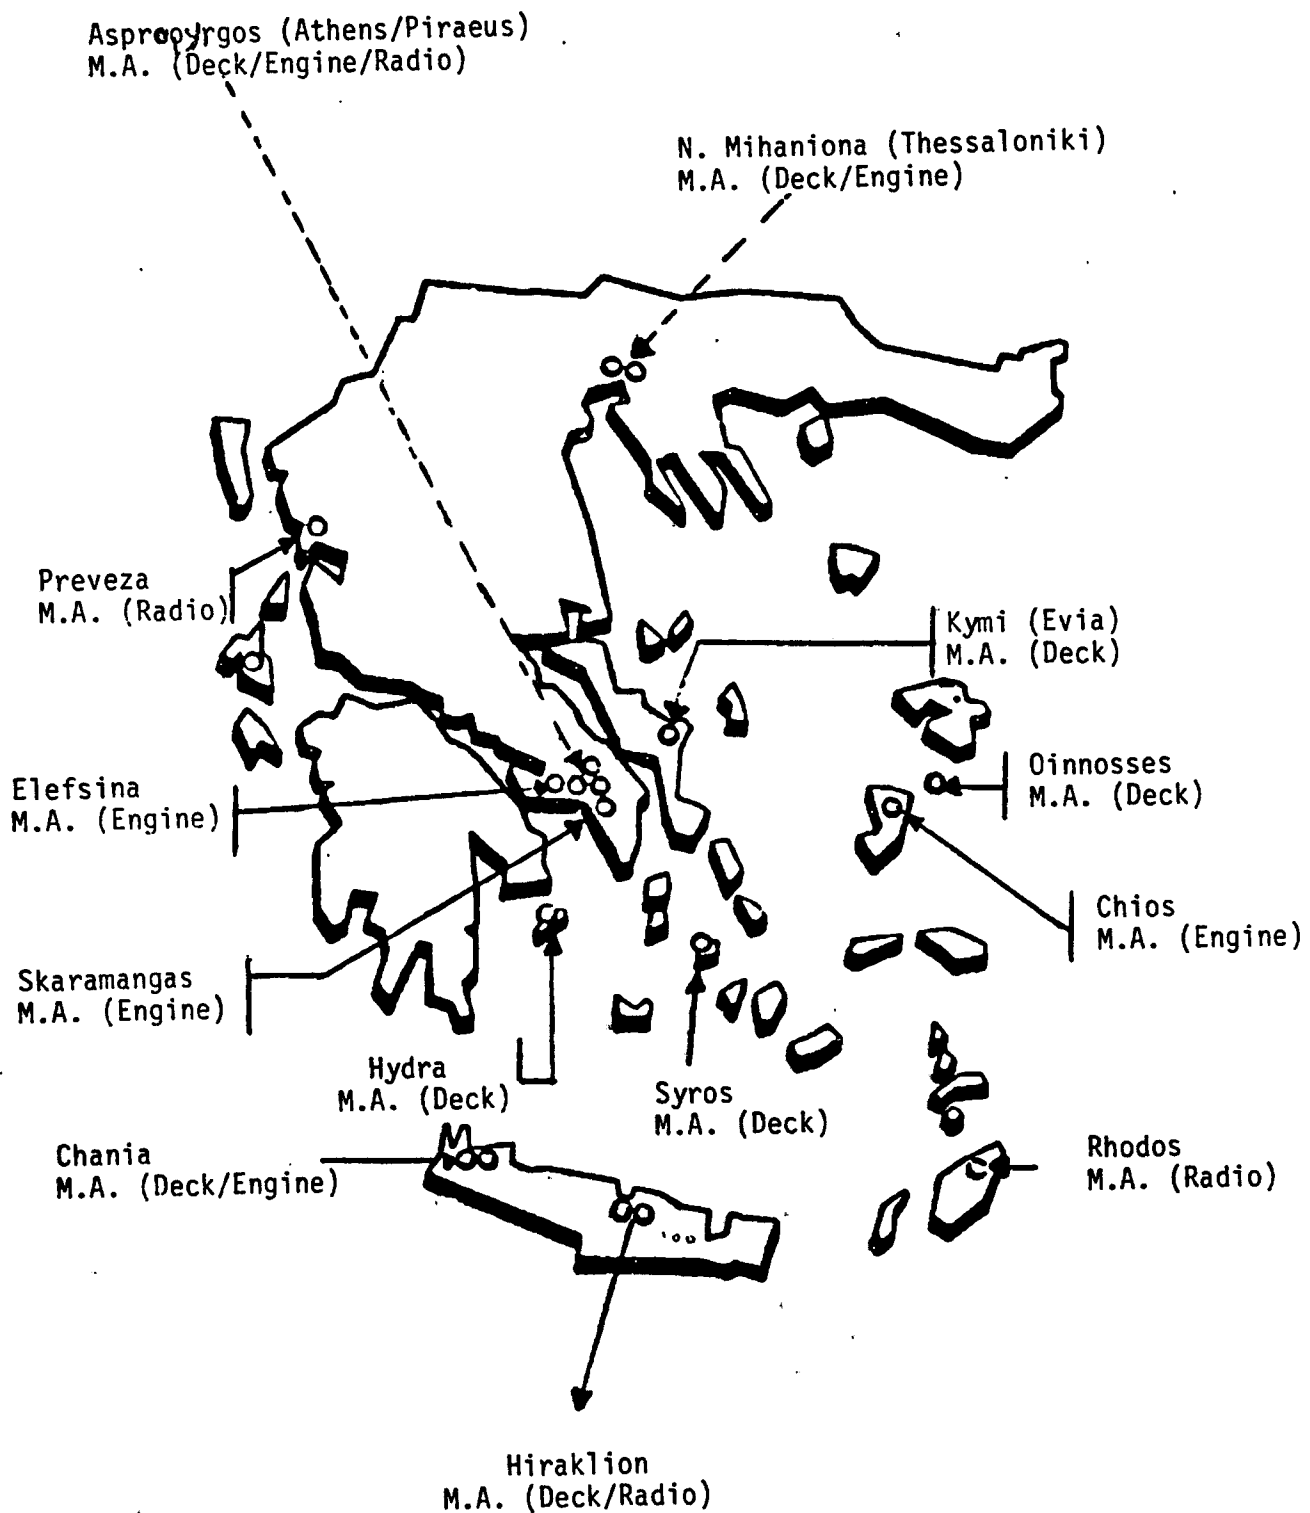 Aspropyrgos (Athens/Piraeus)
M.A. (Deck/Engine/Radio)
N. Mihaniona (Thessaloniki)
M.A. (Deck/Engine)
Preveza
M.A. (Radio)
Kymi (Evia)
M.A. (Deck)
Elefsina
M.A. (Engine)
Oinnosses
M.A. (Deck)
Chios
M.A. (Engine)
Skaramangas
M.A. (Engine)
Hydra
M.A. (Deck)
Syros
M.A. (Deck)
Chania
M.A. (Deck/Engine)
Rhodos
M.A. (Radio)
Hiraklion
M.A. (Deck/Radio)